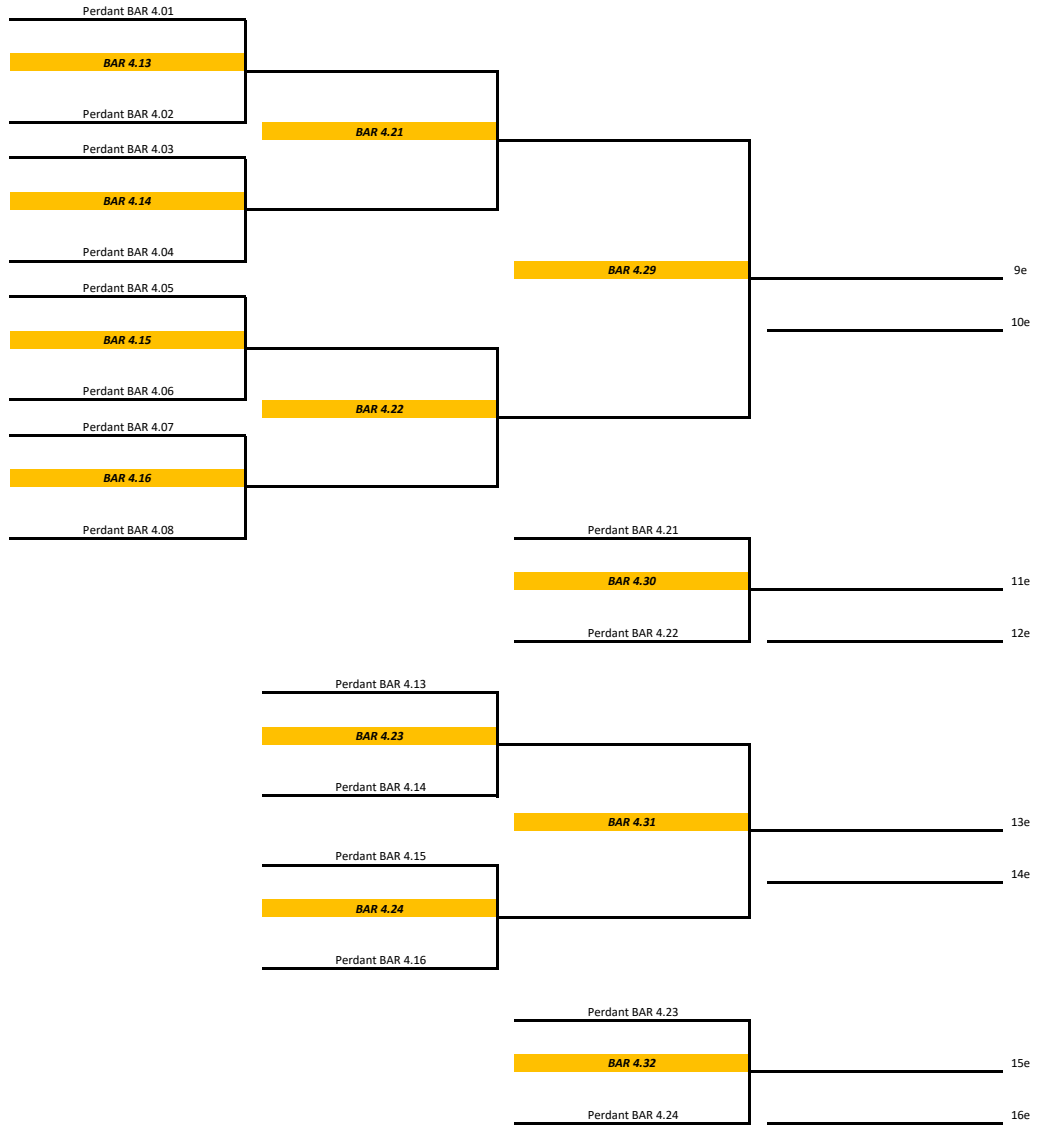 Perdant BAR 4.01
BAR 4.13
Perdant BAR 4.02
BAR 4.21
Perdant BAR 4.03
BAR 4.14
Perdant BAR 4.04
BAR 4.29
9e
Perdant BAR 4.05
10e
BAR 4.15
Perdant BAR 4.06
BAR 4.22
Perdant BAR 4.07
BAR 4.16
Perdant BAR 4.08
Perdant BAR 4.21
BAR 4.30
11e
Perdant BAR 4.22
12e
Perdant BAR 4.13
BAR 4.23
Perdant BAR 4.14
BAR 4.31
13e
Perdant BAR 4.15
14e
BAR 4.24
Perdant BAR 4.16
Perdant BAR 4.23
BAR 4.32
15e
Perdant BAR 4.24
16e